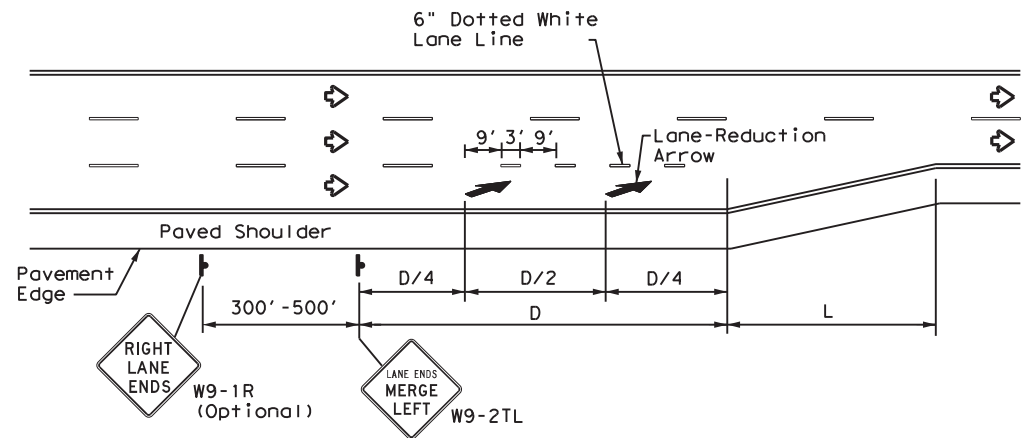 6" Dotted White
Lane Line
9' 3' 9'
Lane-Reduction
Arrow
Paved Shoulder
Pavement
Edge
D/4 D/2 D/4
300'-500' D L
RIGHT
LANE
ENDS
W9-1R
(Optional)
LANE ENDS
MERGE
LEFT
W9-2TL